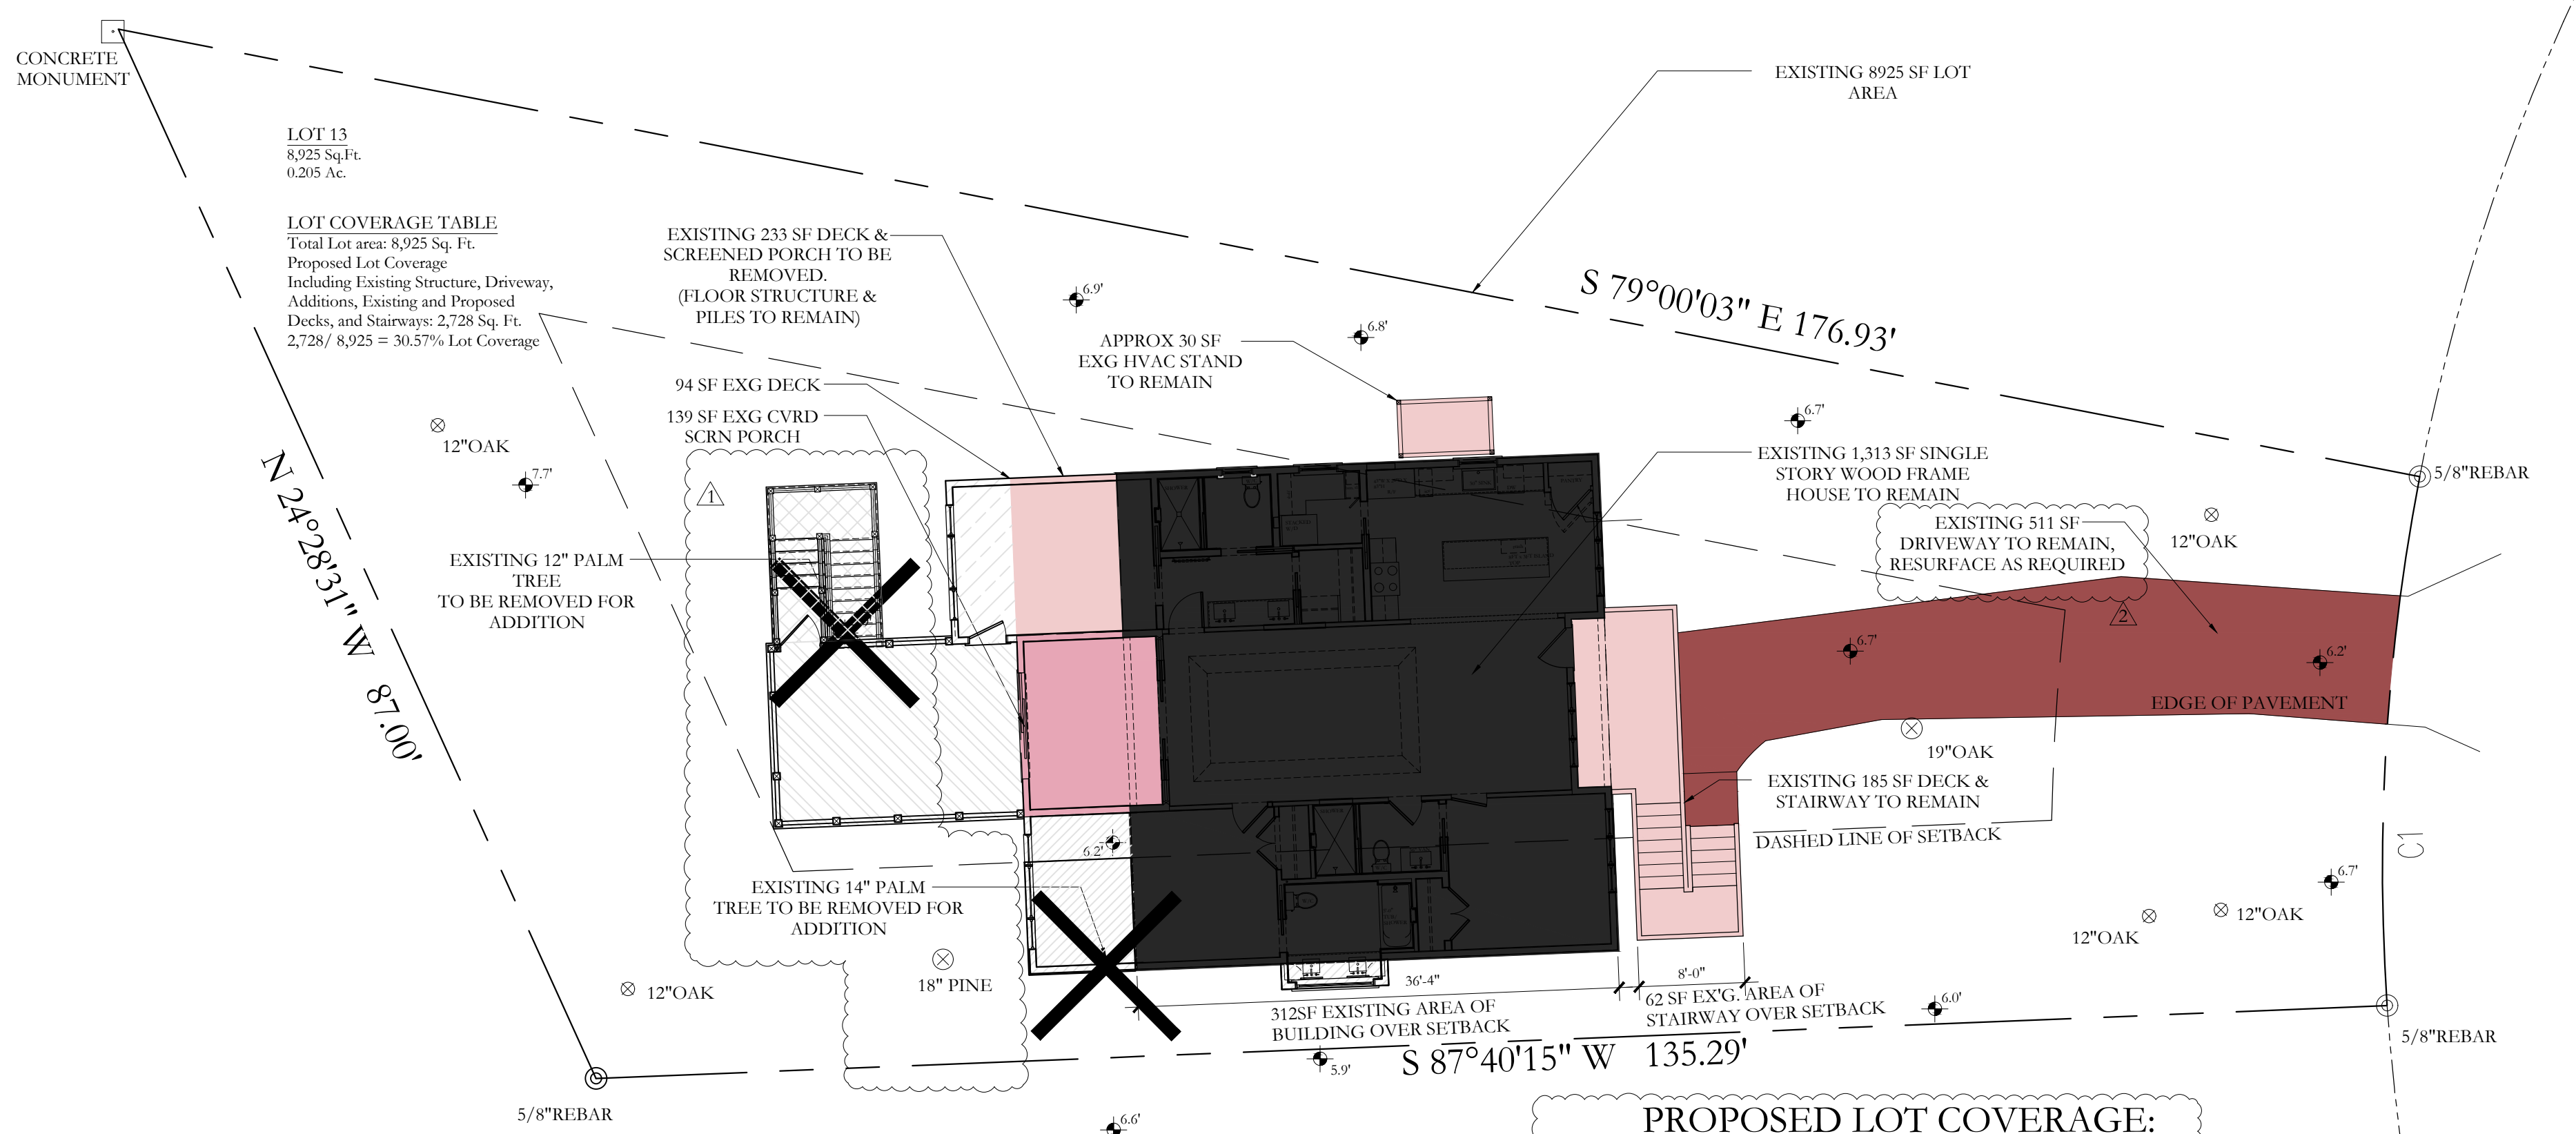 CONCRETE
MONUMENT
LOT 13
8,925 Sq.Ft.
0.205 Ac.
LOT COVERAGE TABLE
Total Lot area: 8,925 Sq. Ft.
Proposed Lot Coverage
Including Existing Structure, Driveway,
Additions, Existing and Proposed
Decks, and Stairways: 2,728 Sq. Ft.
2,728/ 8,925 = 30.57% Lot Coverage
EXISTING 8925 SF LOT
AREA
EXISTING 233 SF DECK &
SCREENED PORCH TO BE
REMOVED.
(FLOOR STRUCTURE &
PILES TO REMAIN)
6.9'
6.8'
S 79°00'03" E 176.93'
APPROX 30 SF
EXG HVAC STAND
TO REMAIN
94 SF EXG DECK
139 SF EXG CVRD
SCRN PORCH
6.7'
12"OAK
7.7'
EXISTING 1,313 SF SINGLE
STORY WOOD FRAME
HOUSE TO REMAIN
5/8"REBAR
1
N 24°28'31" W 87.00'
EXISTING 511 SF
DRIVEWAY TO REMAIN,
RESURFACE AS REQUIRED
12"OAK
EXISTING 12" PALM
TREE
TO BE REMOVED FOR
ADDITION
2
6.7'
6.2'
EDGE OF PAVEMENT
19"OAK
EXISTING 185 SF DECK &
STAIRWAY TO REMAIN
DASHED LINE OF SETBACK
C1
6.2'
EXISTING 14" PALM
TREE TO BE REMOVED FOR
ADDITION
6.7'
12"OAK
12"OAK
18" PINE
12"OAK
36'-4"
8'-0"
312SF EXISTING AREA OF
BUILDING OVER SETBACK
62 SF EX'G. AREA OF
STAIRWAY OVER SETBACK
6.0'
5/8"REBAR
S 87°40'15" W 135.29'
5.9'
5/8"REBAR
6.6'
PROPOSED LOT COVERAGE: